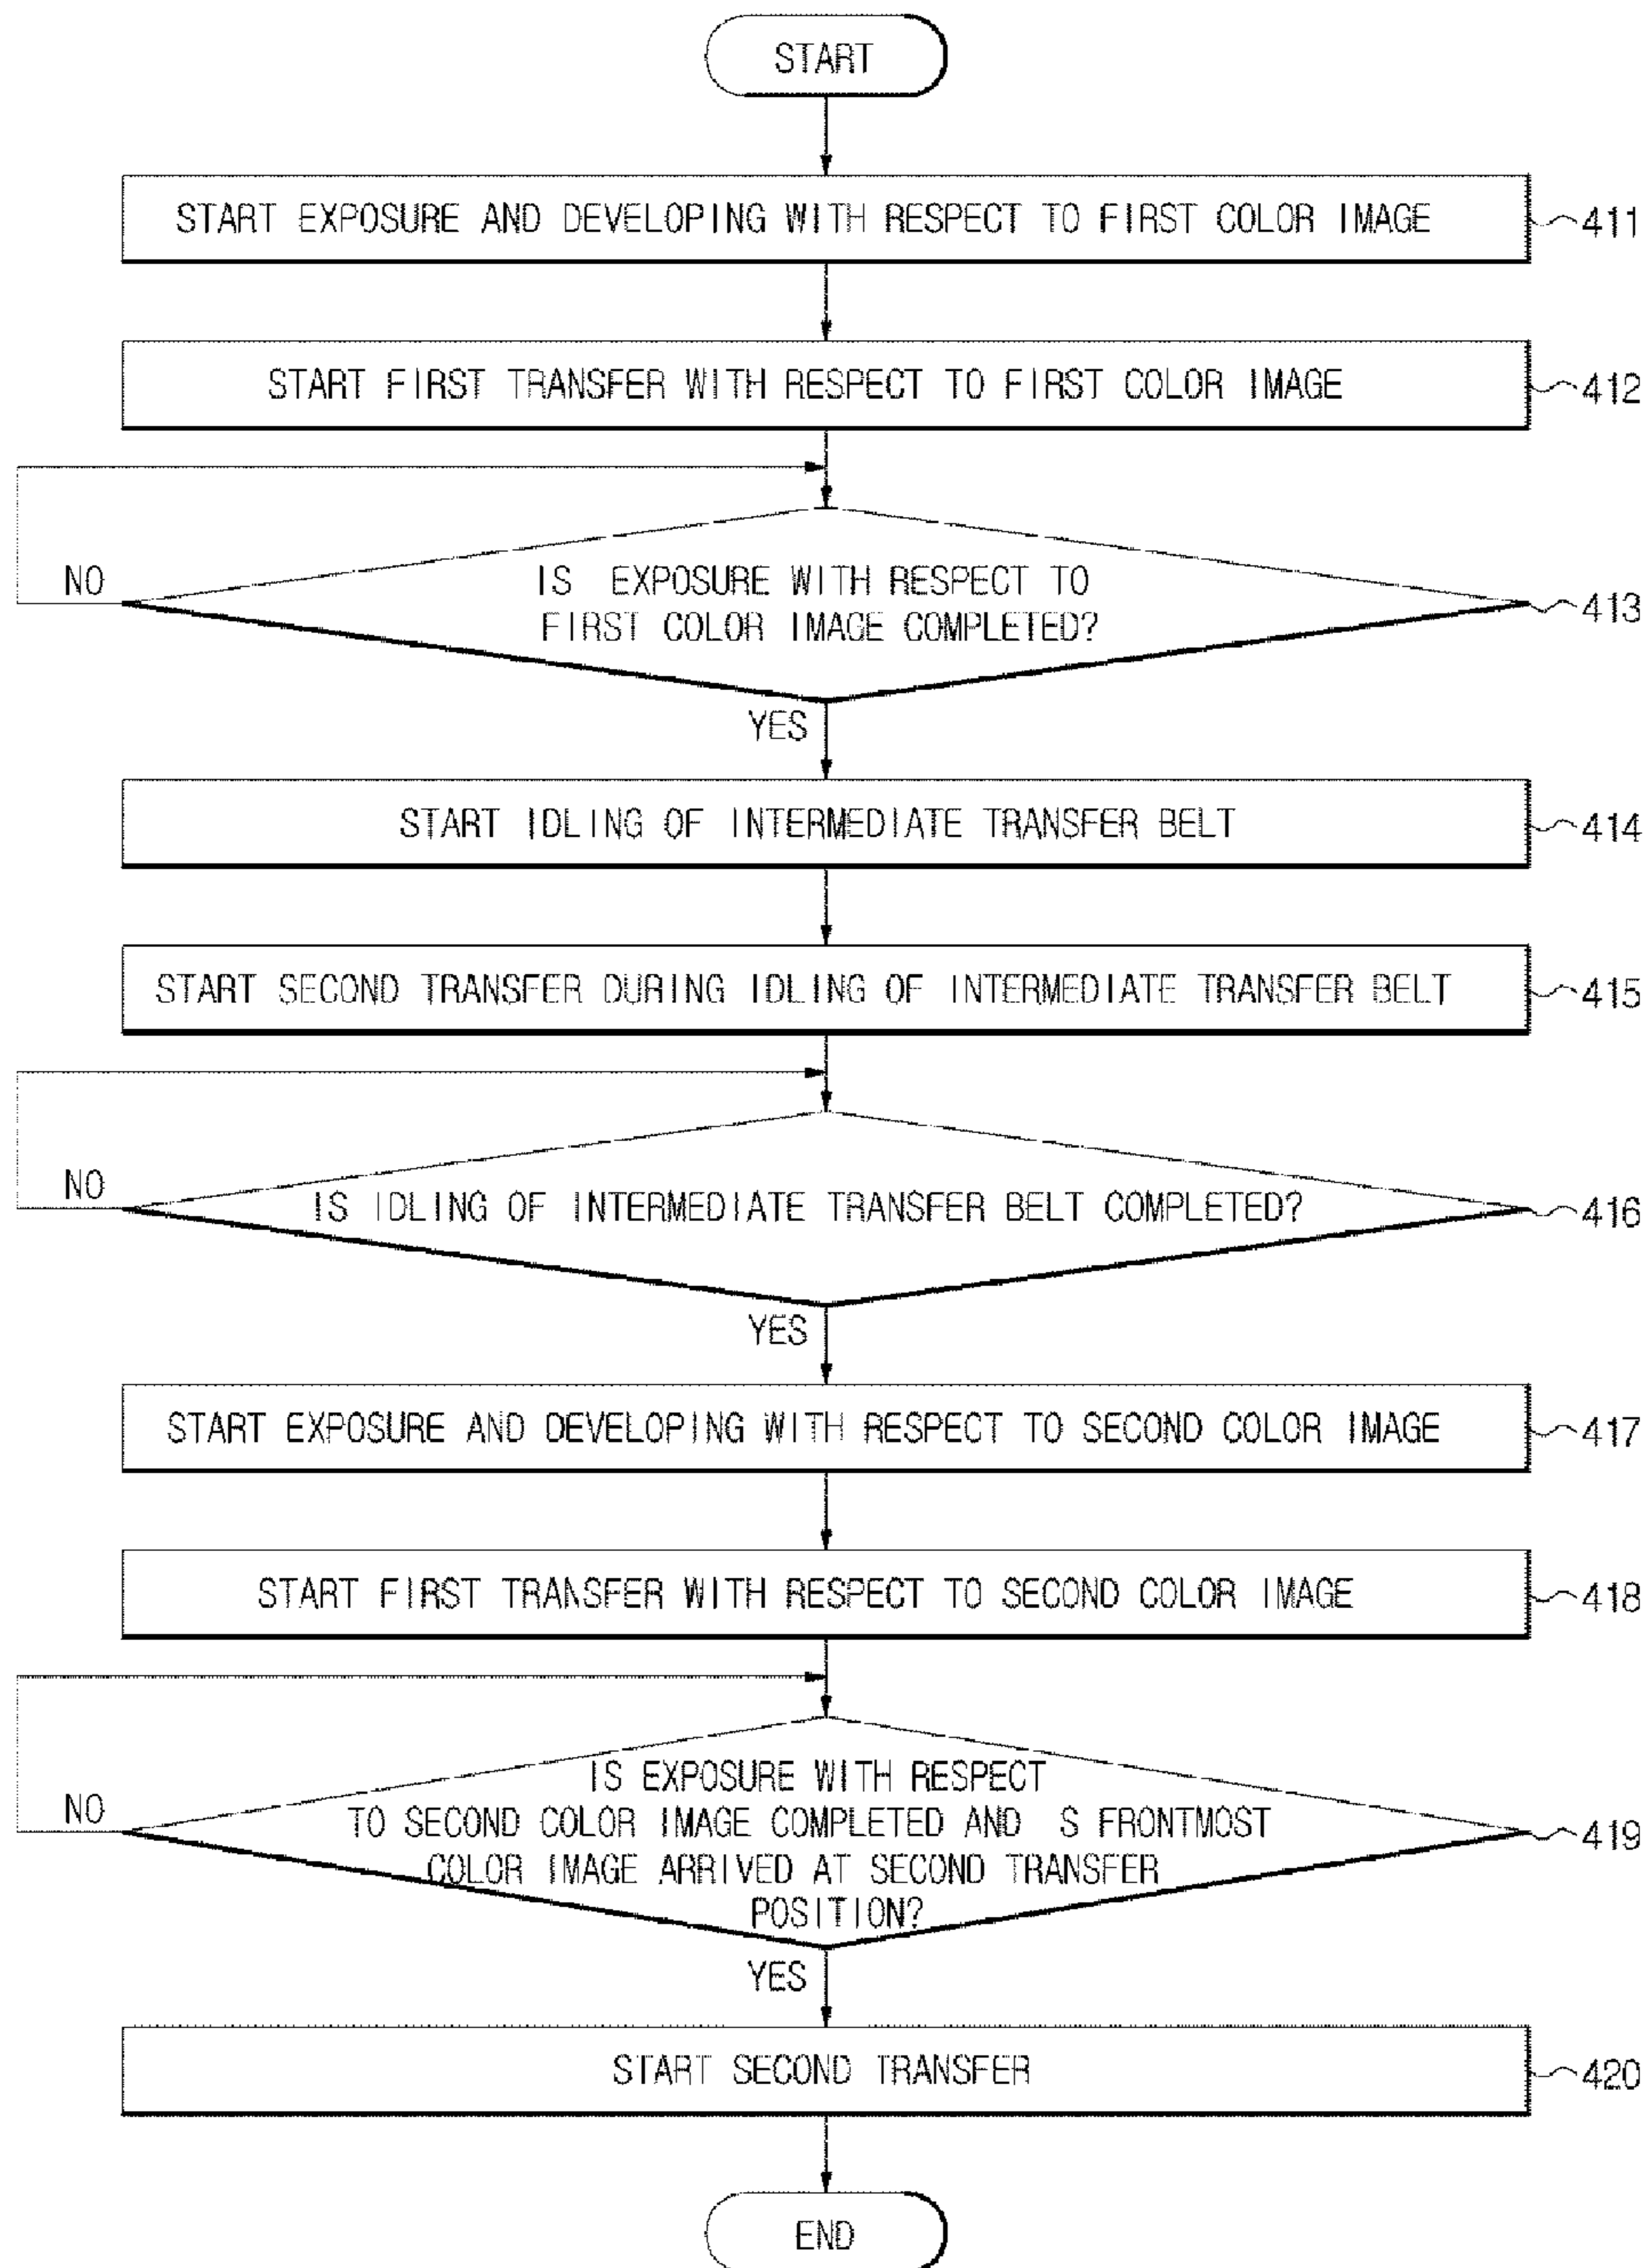 START
START EXPOSURE AND DEVELOPING WITH RESPECT TO FIRST COLOR IMAGE
411
START FIRST TRANSFER WITH RESPECT TO FIRST COLOR IMAGE
412
IS EXPOSURE WITH RESPECT TO
FIRST COLOR IMAGE COMPLETED?
NO
413
YES
START IDLING OF INTERMEDIATE TRANSFER BELT
414
START SECOND TRANSFER DURING IDLING OF INTERMEDIATE TRANSFER BELT
415
NO
IS IDLING OF INTERMEDIATE TRANSFER BELT COMPLETED?
416
YES
START EXPOSURE AND DEVELOPING WITH RESPECT TO SECOND COLOR IMAGE
417
START FIRST TRANSFER WITH RESPECT TO SECOND COLOR IMAGE
418
IS EXPOSURE WITH RESPECT
TO SECOND COLOR IMAGE COMPLETED AND S FRONTMOST
COLOR IMAGE ARRIVED AT SECOND TRANSFER
POSITION?
NO
419
YES
START SECOND TRANSFER
420
END